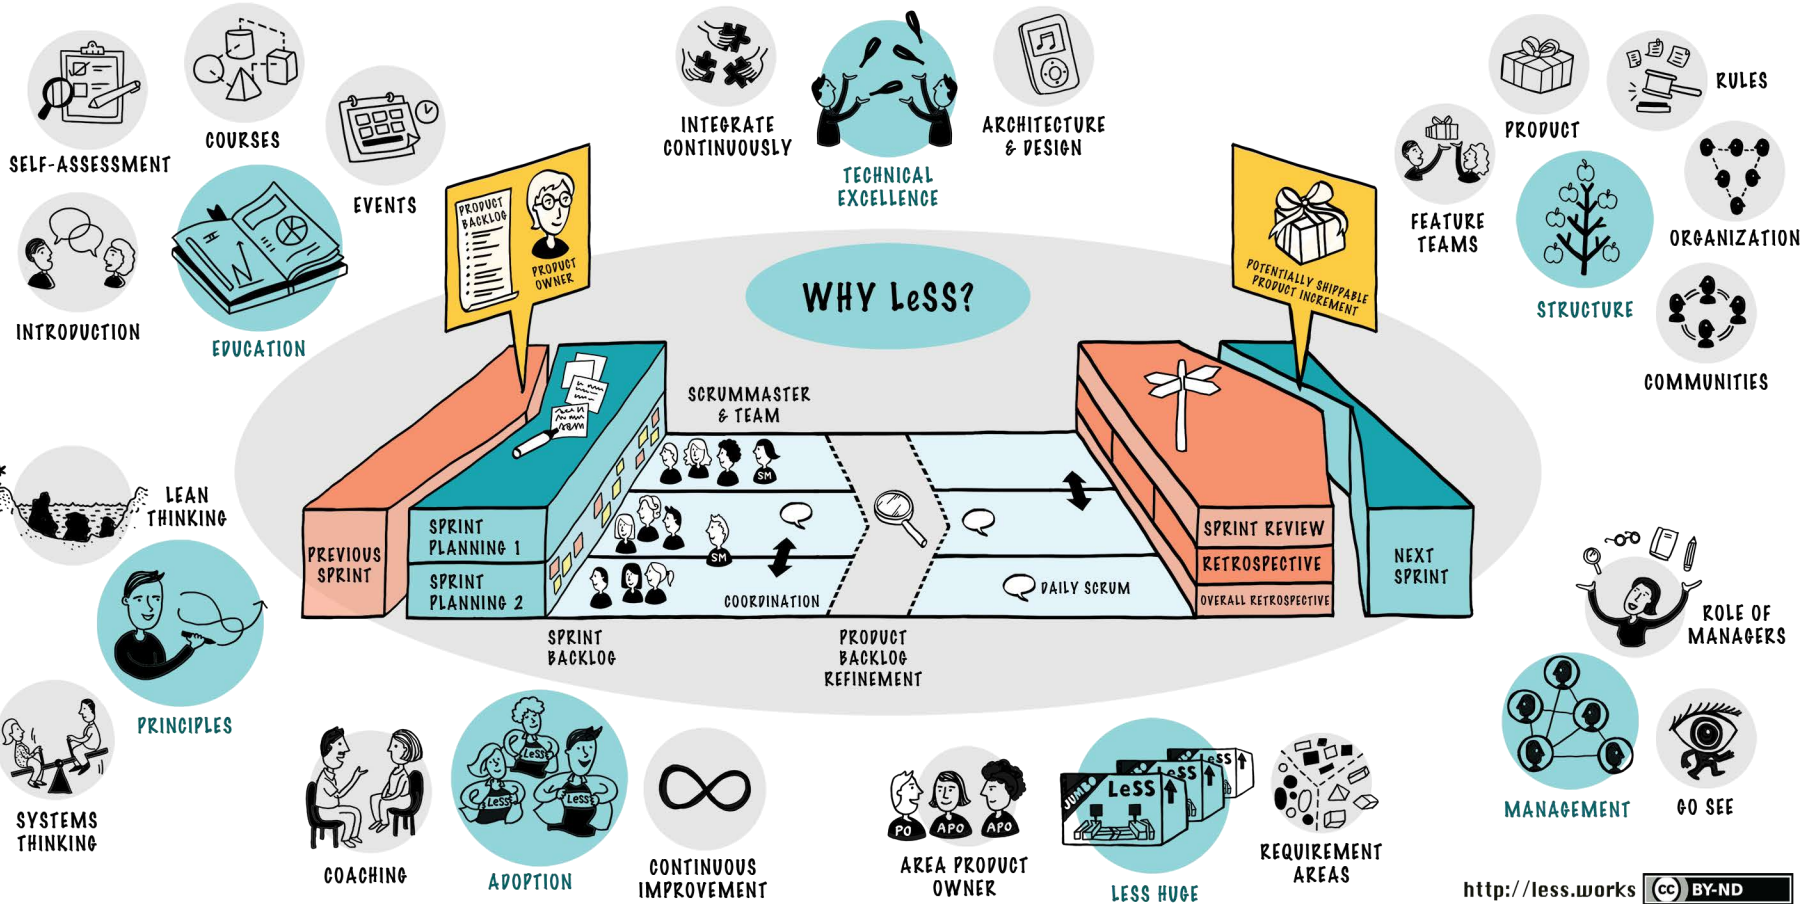 SELF-ASSESSMENT
COURSES
EVENTS
INTRODUCTION
EDUCATION
INTEGRATE
CONTINUOUSLY
TECHNICAL
EXCELLENCE
ARCHITECTURE
& DESIGN
PRODUCT
RULES
FEATURE
TEAMS
STRUCTURE
ORGANIZATION
COMMUNITIES
PRODUCT
BACKLOG
PRODUCT
OWNER
WHY LeSS?
POTENTIALLY SHIPPABLE
PRODUCT INCREMENT
SCRUMMASTER
& TEAM
SM
SM
PREVIOUS
SPRINT
SPRINT
PLANNING 1
SPRINT
PLANNING 2
COORDINATION
DAILY SCRUM
SPRINT REVIEW
RETROSPECTIVE
OVERALL RETROSPECTIVE
NEXT
SPRINT
SPRINT
BACKLOG
PRODUCT
BACKLOG
REFINEMENT
LEAN
THINKING
PRINCIPLES
SYSTEMS
THINKING
COACHING
LeSS
LeSS
LeSS
ADOPTION
CONTINUOUS
IMPROVEMENT
PO
APO
APO
AREA PRODUCT
OWNER
JUMBO
LeSS
LESS HUGE
REQUIREMENT
AREAS
ROLE OF
MANAGERS
MANAGEMENT
GO SEE
http://less.works
cc BY-ND